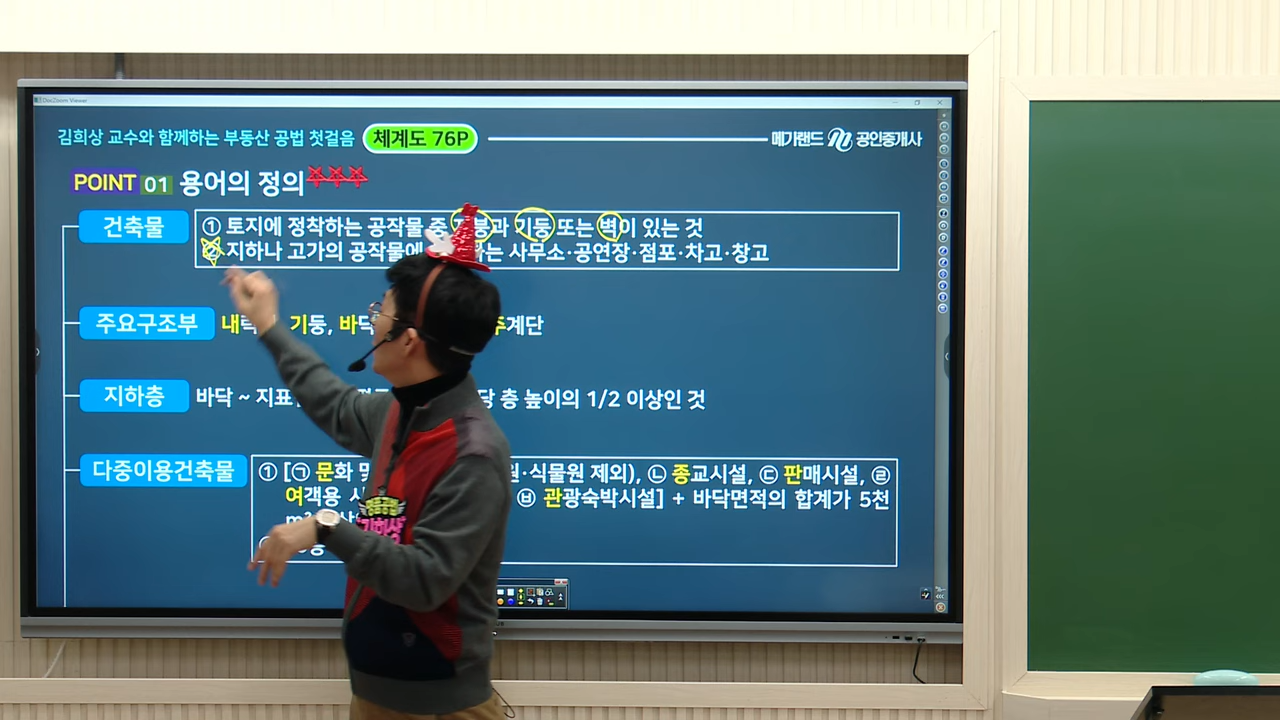 DocZoom Viewer
김희상 교수와 함께하는 부동산 공법 첫걸음 체계도 76P 메가랜드 공인중개사
POINT 01 용어의 정의
건축물 ① 토지에 정착하는 공작물 중 지붕과 기둥 또는 벽이 있는 것
② 지하나 고가의 공작물에 는 사무소·공연장·점포·차고·창고
주요구조부 내력 기둥, 바닥 주계단
지하층 바닥 ~ 지표 당 층 높이의 1/2 이상인 것
다중이용건축물 ① [㉠ 문화 및 원·식물원 제외), ㉡ 종교시설, ㉢ 판매시설, ㉣
여객용 시 ㉥ 관광숙박시설] + 바닥면적의 합계가 5천
김희상